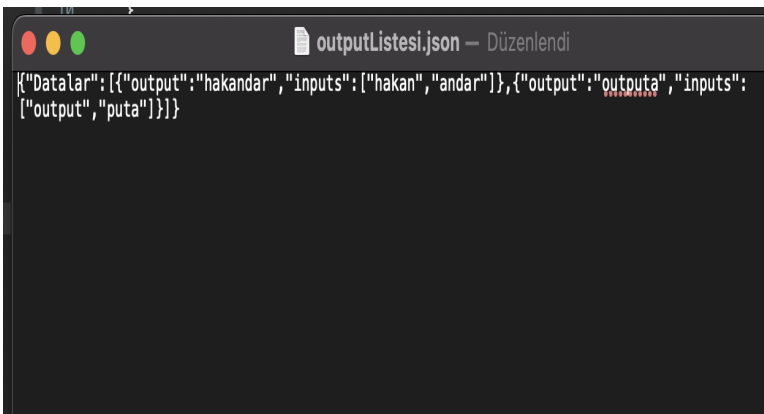 outputListesi.json — Düzenlendi
{"Datalar":[{"output":"hakandar","inputs":["hakan","andar"]},{"output":"outputa","inputs":
["output","puta"]}]}